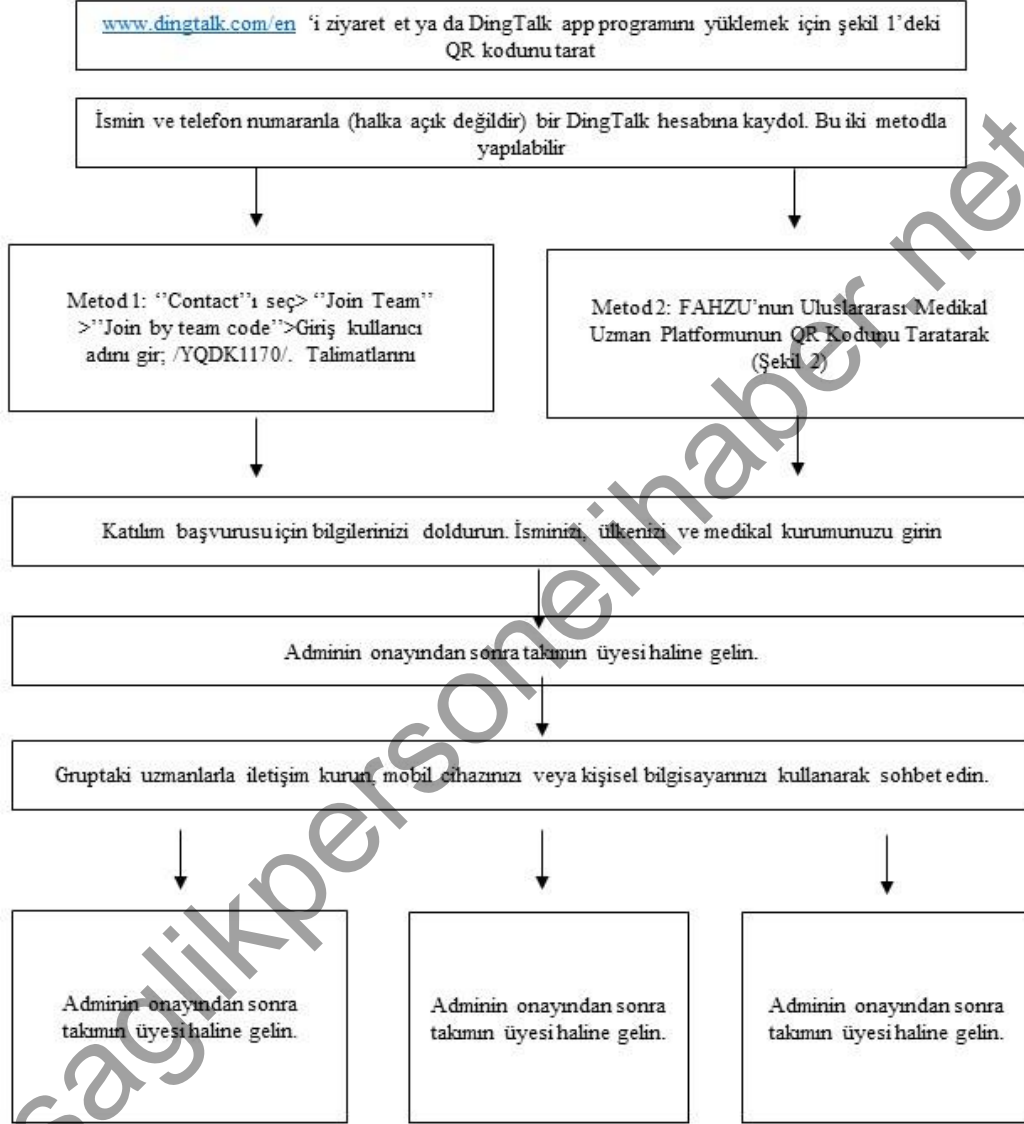 www.dingtalk.com/en ‘i ziyaret et ya da DingTalk app programını yüklemek için şekil 1’deki
QR kodunu tarat
İsmin ve telefon numaranla (halka açık değildir) bir DingTalk hesabına kaydol. Bu iki metodla
yapılabilir
Metod 1: ‘’Contact’’ı seç> ‘’Join Team’’
>’’Join by team code’’>Giriş kullanıcı
adını gir; /YQDK1170/. Talimatlarını
Metod 2: FAHZU’nun Uluslararası Medikal
Uzman Platformunun QR Kodunu Taratarak
(Şekil 2)
Katılım başvurusu için bilgilerinizi doldurun. İsminizi, ülkenizi ve medikal kurumunuzu girin
Adminin onayından sonra takımın üyesi haline gelin.
Gruptaki uzmanlarla iletişim kurun, mobil cihazınızı veya kişisel bilgisayarınızı kullanarak sohbet edin.
Adminin onayından sonra
takımın üyesi haline gelin.
Adminin onayından sonra
takımın üyesi haline gelin.
Adminin onayından sonra
takımın üyesi haline gelin.
saglikpersonelihaber.net